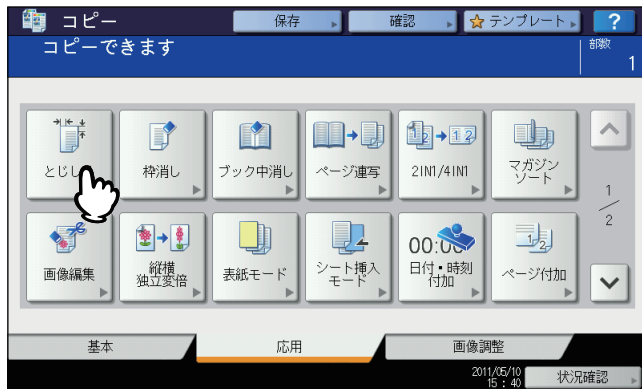 コピー
保存
確認
テンプレート
?
コピーできます
部数
1
とじし
枠消し
ブック中消し
ページ連写
2IN1/4IN1
マガジン
ソート
1
2
画像編集
縦横
独立変倍
表紙モード
シート挿入
モード
00:00
日付・時刻
付加
ページ付加
基本
応用
画像調整
2011/05/10
15:40
状況確認